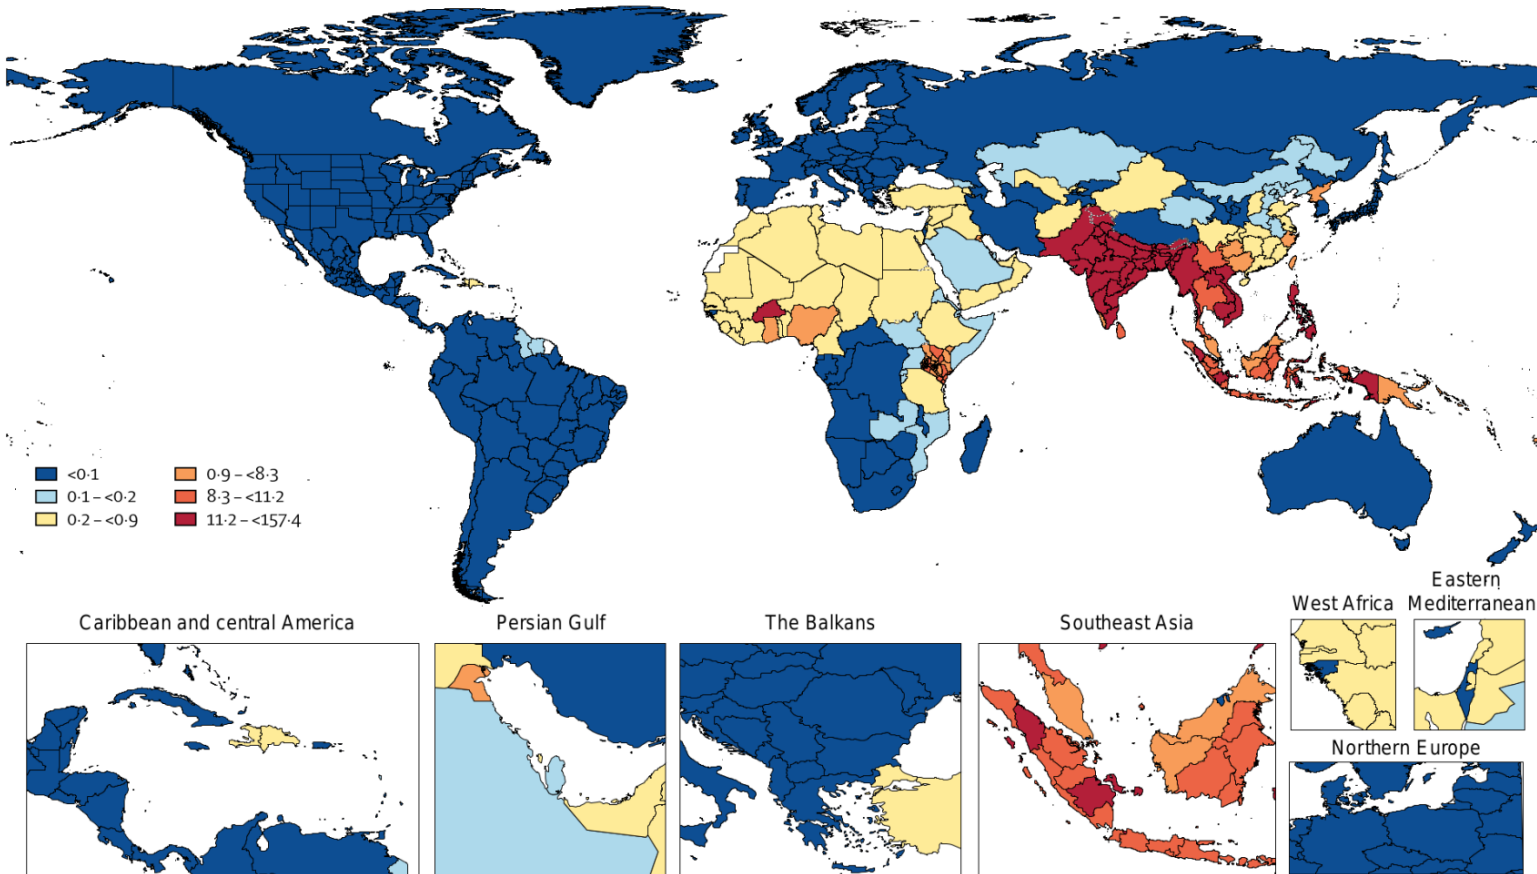 <0·1
0·1–<0·2
0·2–<0·9
0·9–<8·3
8·3–<11·2
11·2–<157·4
Caribbean and central America
Persian Gulf
The Balkans
Southeast Asia
West Africa
Eastern
Mediterranean
Northern Europe